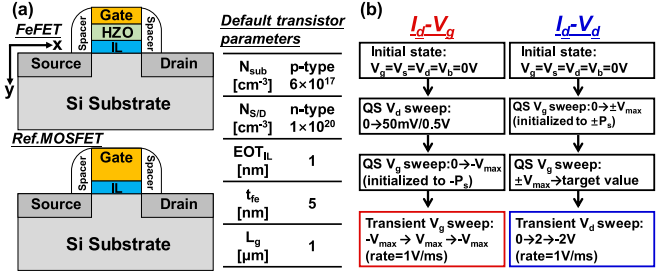 (a)
FeFET
x
y
Spacer
Gate
HZO
IL
Spacer
Source
Drain
Si Substrate
Ref.MOSFET
Spacer
Gate
IL
Spacer
Source
Drain
Si Substrate
Default transistor
parameters
N_sub
[cm⁻³]
p-type
6×10¹⁷
N_S/D
[cm⁻³]
n-type
1×10²⁰
EOT_IL
[nm]
1
t_fe
[nm]
5
L_g
[µm]
1
(b)
I_d-V_g
Initial state:
V_g=V_s=V_d=V_b=0V
QS V_d sweep:
0→50mV/0.5V
QS V_g sweep:0→-V_max
(initialized to -P_s)
Transient V_g sweep:
-V_max→ V_max→-V_max
(rate=1V/ms)
I_d-V_d
Initial state:
V_g=V_s=V_d=V_b=0V
QS V_g sweep:0→±V_max
(initialized to ±P_s)
QS V_g sweep:
±V_max→target value
Transient V_d sweep:
0→2→-2V
(rate=1V/ms)